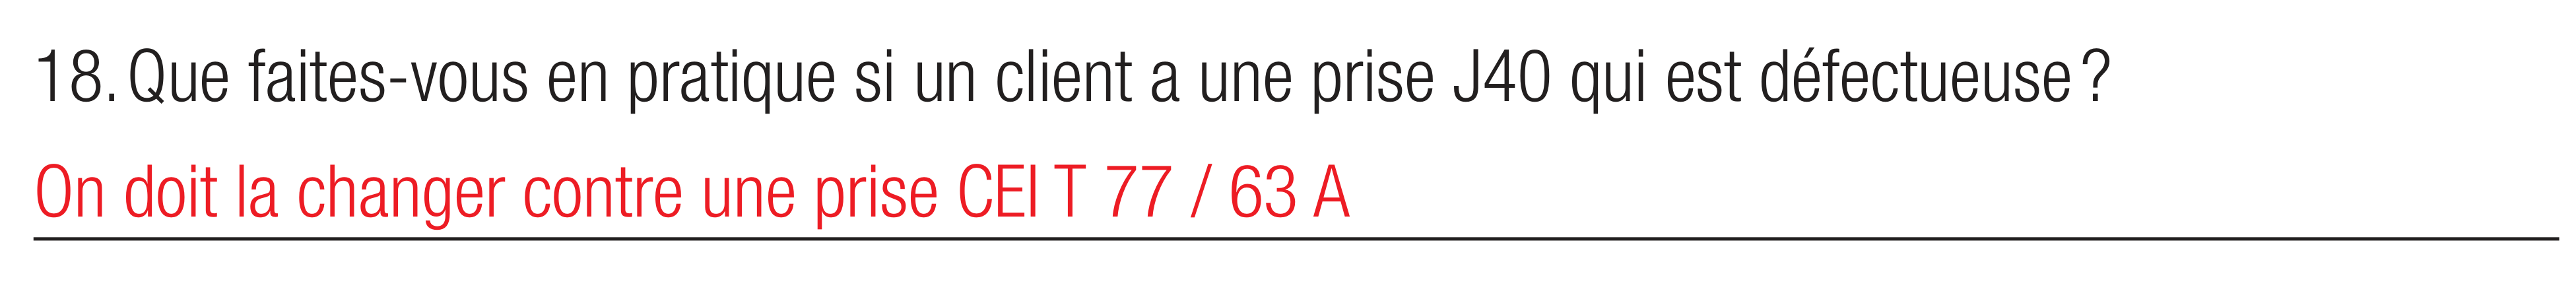 18. Que faites-vous en pratique si un client a une prise J40 qui est défectueuse ?
On doit la changer contre une prise CEI T 77 / 63 A